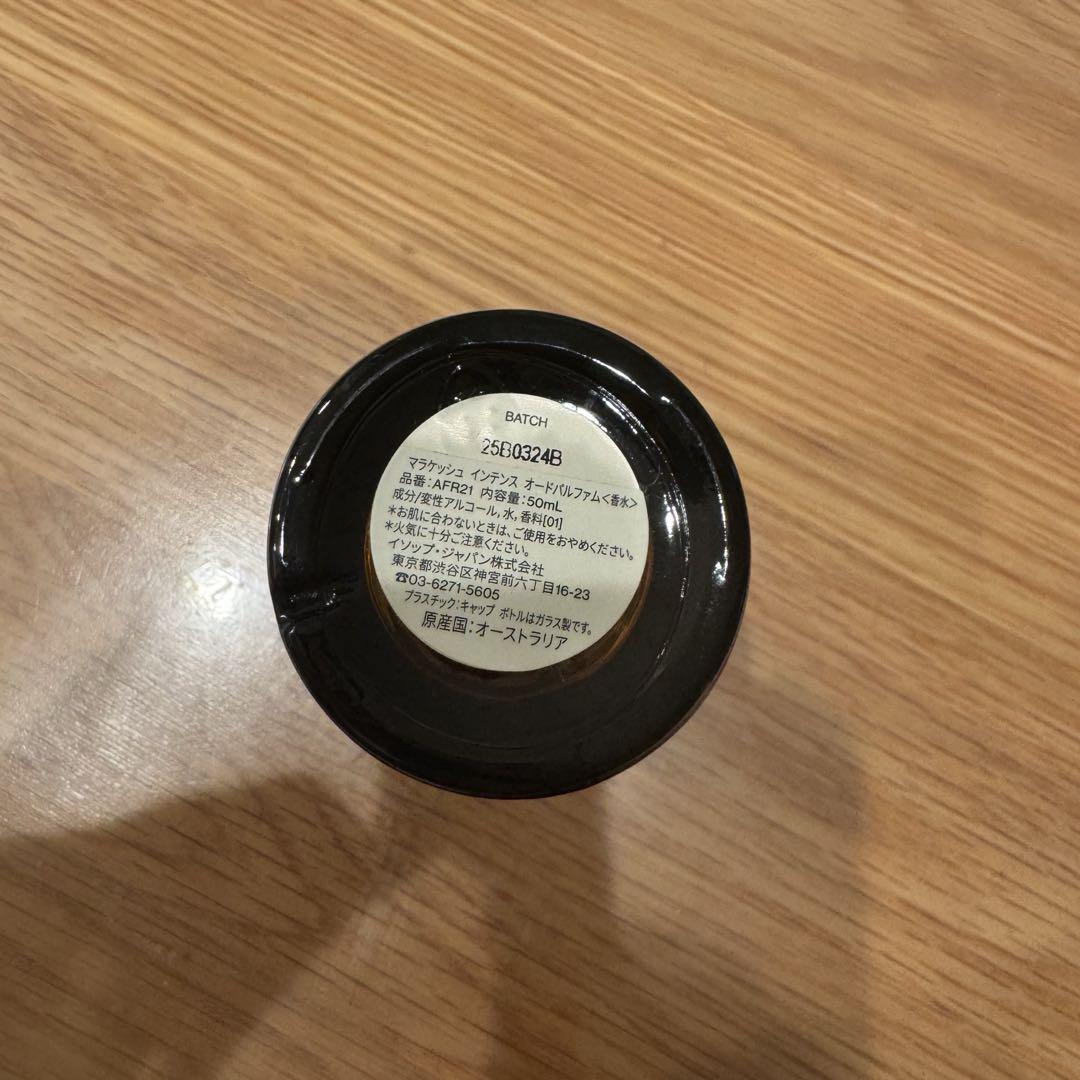 BATCH
25B0324B
マラケッシュ インテンス オードパルファム<香水>
品番:AFR21 内容量:50mL
成分/変性アルコール,水,香料[01]
*お肌に合わないときは、ご使用をおやめください。
*火気に十分ご注意ください。
イソップ・ジャパン株式会社
東京都渋谷区神宮前六丁目16-23
☎03-6271-5605
プラスチック:キャップ ボトルはガラス製です。
原産国:オーストラリア